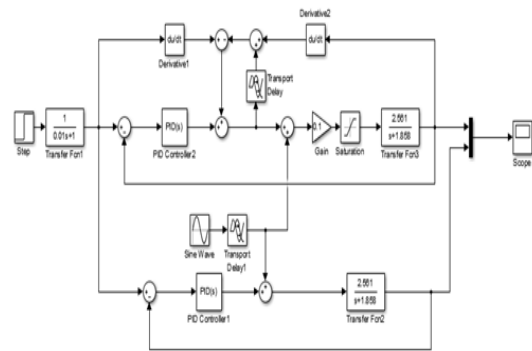 Derivative2
du/dt
Derivative1
du/dt
Transport
Delay
Step
1
0.01s+1
Transfer Fcn1
PID(s)
PID Controller2
0.1
Gain
Saturation
2.561
s+1.858
Transfer Fcn3
Scope
Sine Wave
Transport
Delay1
PID(s)
PID Controller1
2.561
s+1.858
Transfer Fcn2